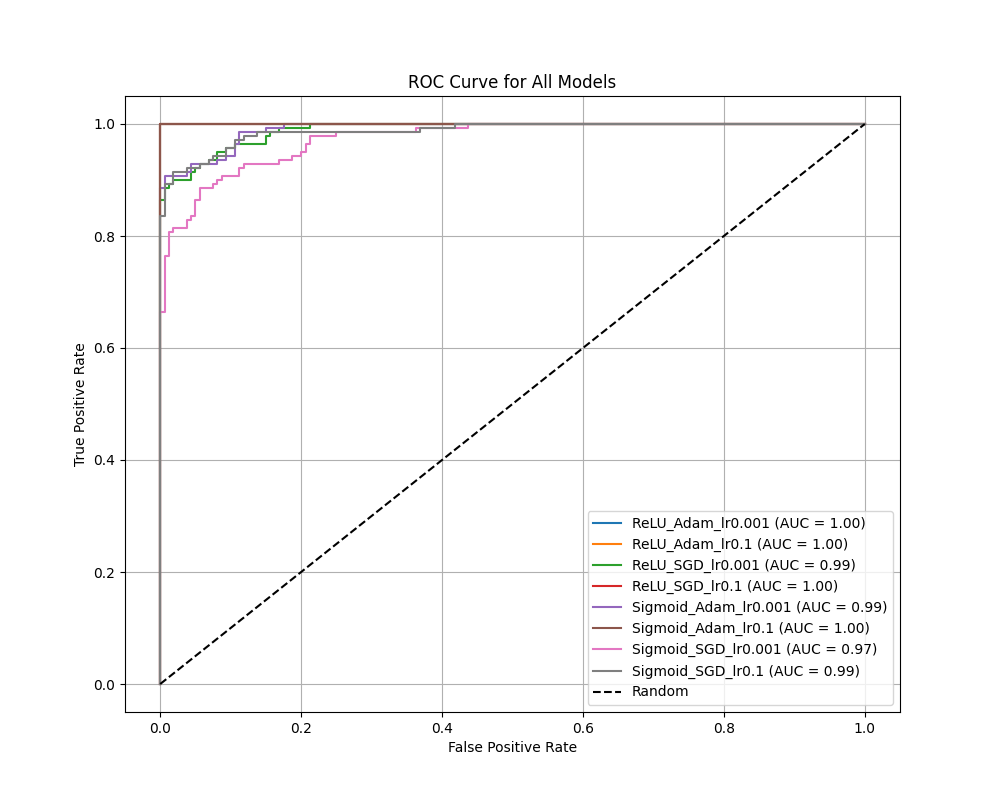 ROC Curve for All Models
1.0
0.8
0.6
0.4
0.2
0.0
True Positive Rate
0.0 0.2 0.4 0.6 0.8 1.0
False Positive Rate
ReLU_Adam_lr0.001 (AUC = 1.00)
ReLU_Adam_lr0.1 (AUC = 1.00)
ReLU_SGD_lr0.001 (AUC = 0.99)
ReLU_SGD_lr0.1 (AUC = 1.00)
Sigmoid_Adam_lr0.001 (AUC = 0.99)
Sigmoid_Adam_lr0.1 (AUC = 1.00)
Sigmoid_SGD_lr0.001 (AUC = 0.97)
Sigmoid_SGD_lr0.1 (AUC = 0.99)
Random